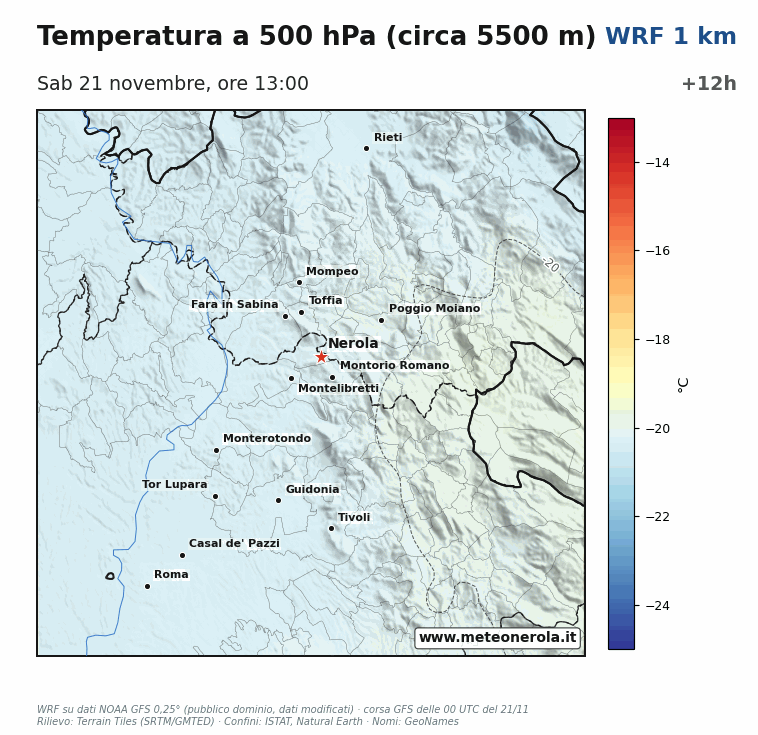 Temperatura a 500 hPa (circa 5500 m) WRF 1 km
Sab 21 novembre, ore 13:00 +12h
Rieti
−14
−16
-20
Mompeo
Fara in Sabina
Toffia
Poggio Moiano
Nerola
−18
Montorio Romano
Montelibretti
°C
−20
Monterotondo
Tor Lupara
Guidonia
Tivoli
−22
Casal de' Pazzi
Roma
−24
www.meteonerola.it
WRF su dati NOAA GFS 0,25° (pubblico dominio, dati modificati) · corsa GFS delle 00 UTC del 21/11
Rilievo: Terrain Tiles (SRTM/GMTED) · Confini: ISTAT, Natural Earth · Nomi: GeoNames